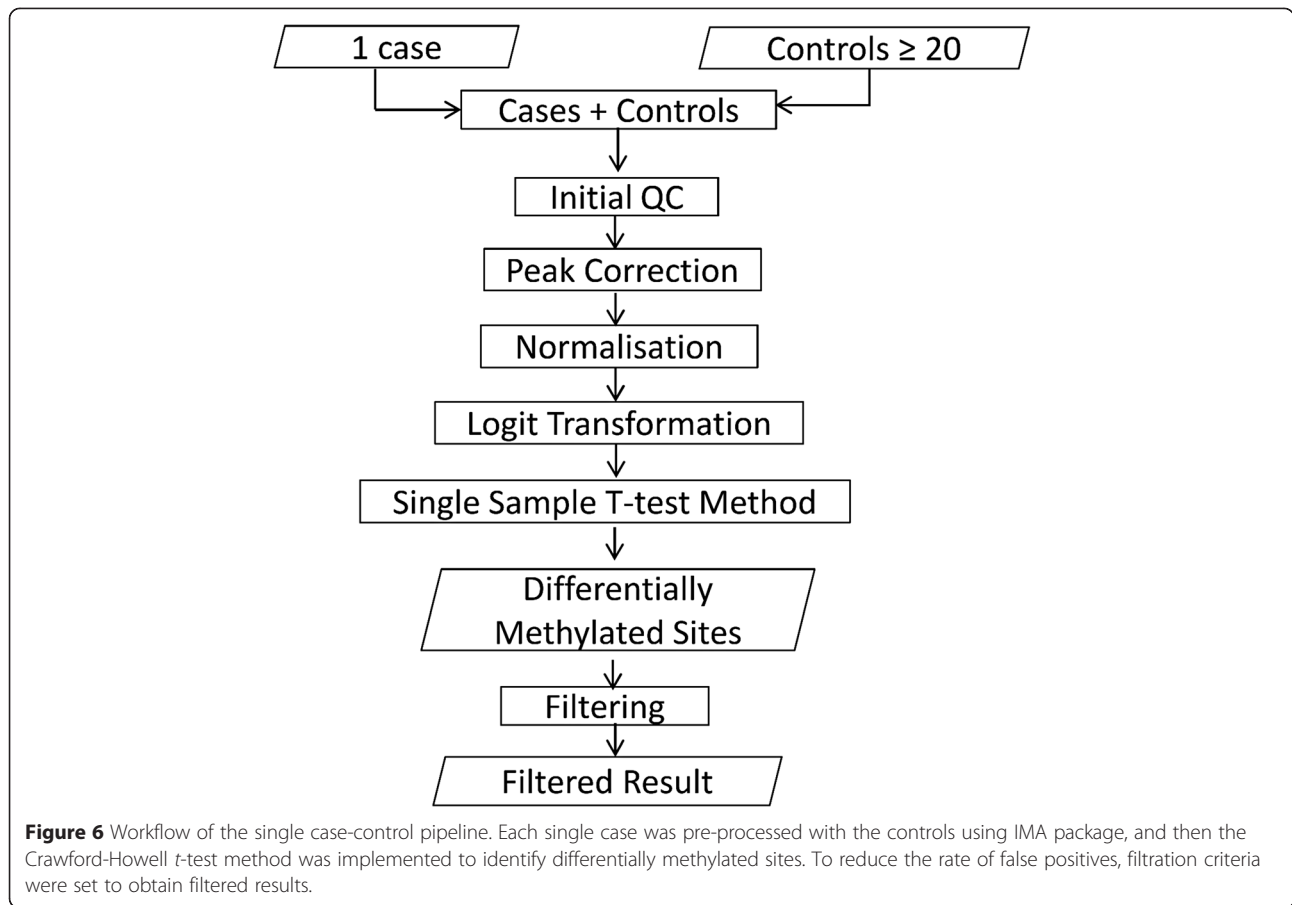 1 case
Controls ≥ 20
Cases + Controls
Initial QC
Peak Correction
Normalisation
Logit Transformation
Single Sample T-test Method
Differentially
Methylated Sites
Filtering
Filtered Result
Figure 6 Workflow of the single case-control pipeline. Each single case was pre-processed with the controls using IMA package, and then the
Crawford-Howell t-test method was implemented to identify differentially methylated sites. To reduce the rate of false positives, filtration criteria
were set to obtain filtered results.